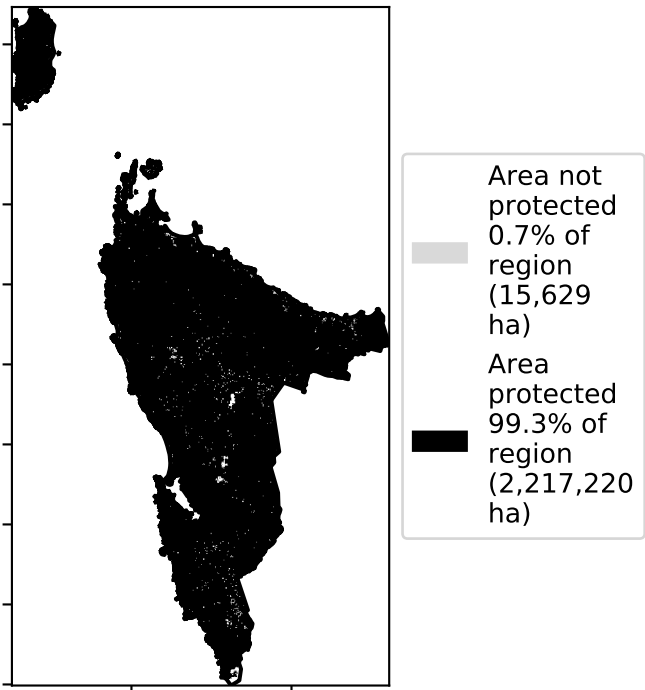 Area not
protected
0.7% of
region
(15,629
ha)
Area
protected
99.3% of
region
(2,217,220
ha)